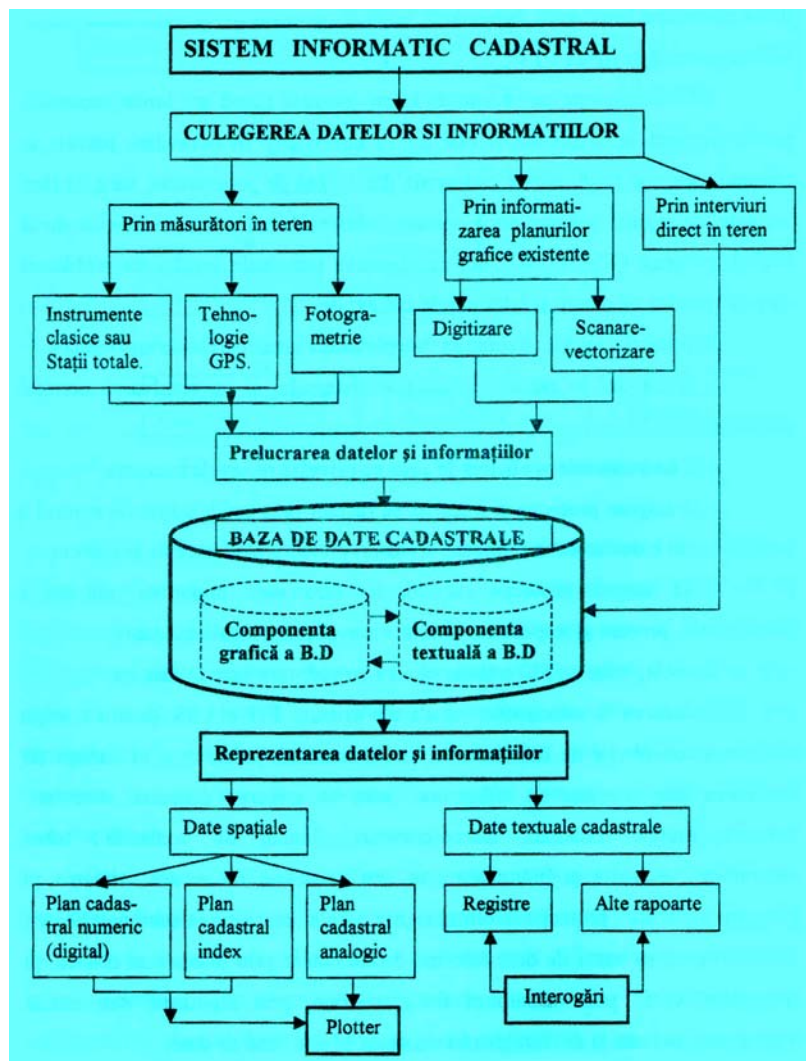 SISTEM INFORMATIC CADASTRAL
CULEGEREA DATELOR SI INFORMATIILOR
Prin măsurători în teren
Prin informati-
zarea planurilor
grafice existente
Prin interviuri
direct în teren
Instrumente
clasice sau
Stații totale.
Tehno-
logie
GPS.
Fotogra-
metrie
Digitizare
Scanare-
vectorizare
Prelucrarea datelor și informațiilor
BAZA DE DATE CADASTRALE
Componenta
grafică a B.D
Componenta
textuală a B.D
Reprezentarea datelor și informațiilor
Date spațiale
Date textuale cadastrale
Plan cadas-
tral numeric
(digital)
Plan
cadastral
index
Plan
cadastral
analogic
Registre
Alte rapoarte
Interogări
Plotter